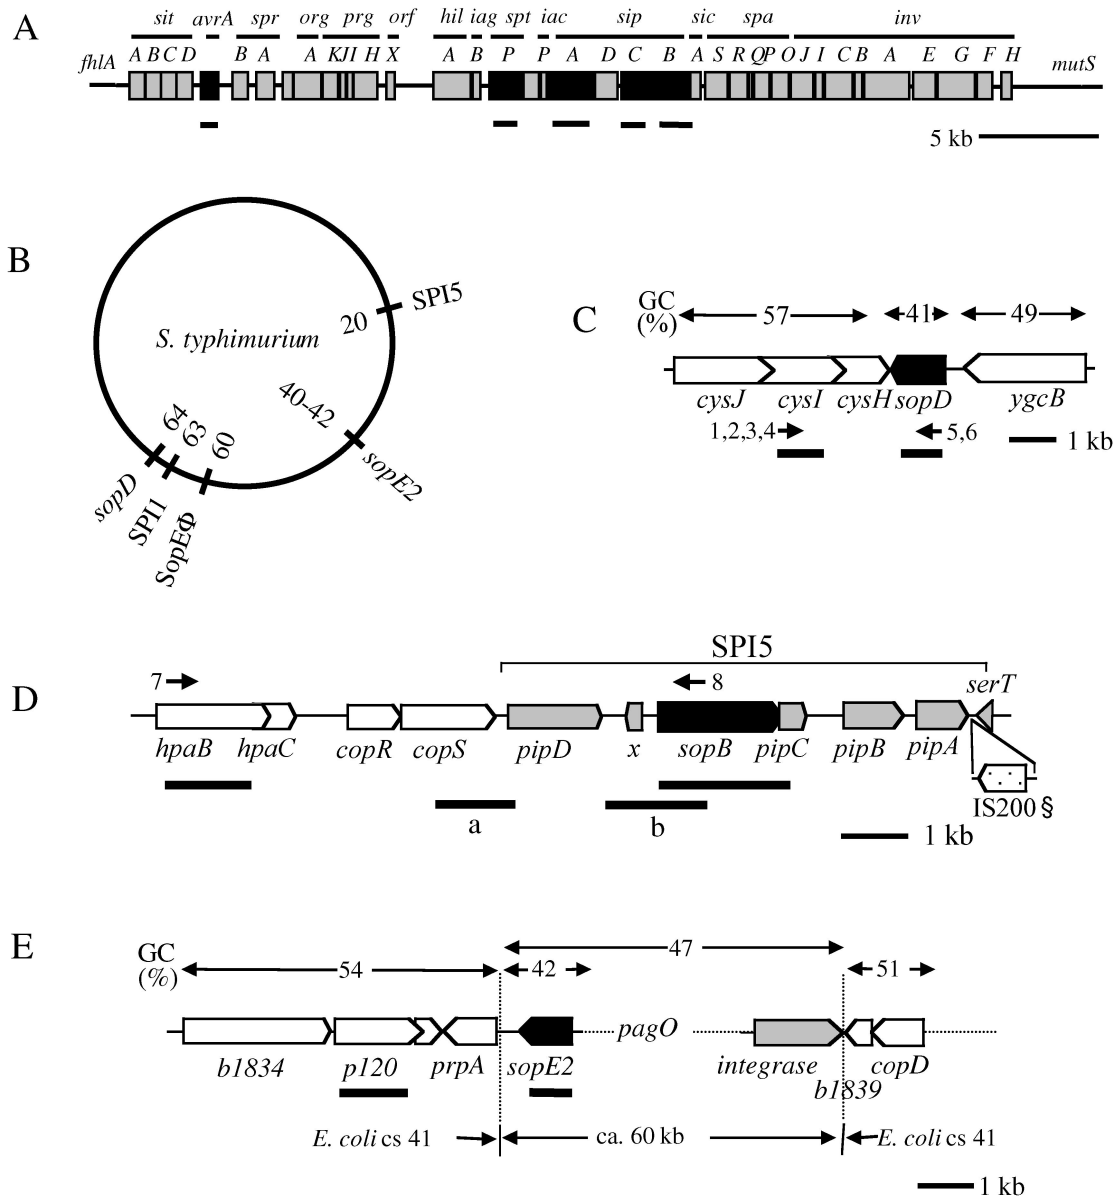 A
sit avrA spr org prg orf hil iag spt iac sip sic spa inv
fhlA A B C D B A A K J I H X A B P P A D C B A S R Q P O J I C B A E G F H mutS
5 kb
B
S. typhimurium
20 SPI5
40-42 sopE2
64 sopD
63 SPI1
60 SopEΦ
C
GC (%) 57 41 49
cysJ cysI cysH sopD ygcB
1,2,3,4 5,6
1 kb
D
SPI5
7 8 serT
hpaB hpaC copR copS pipD x sopB pipC pipB pipA
IS200 §
a b
1 kb
E
GC (%) 54 47 42 51
pagO
b1834 p120 prpA sopE2 integrase b1839 copD
E. coli cs 41 ca. 60 kb E. coli cs 41
1 kb